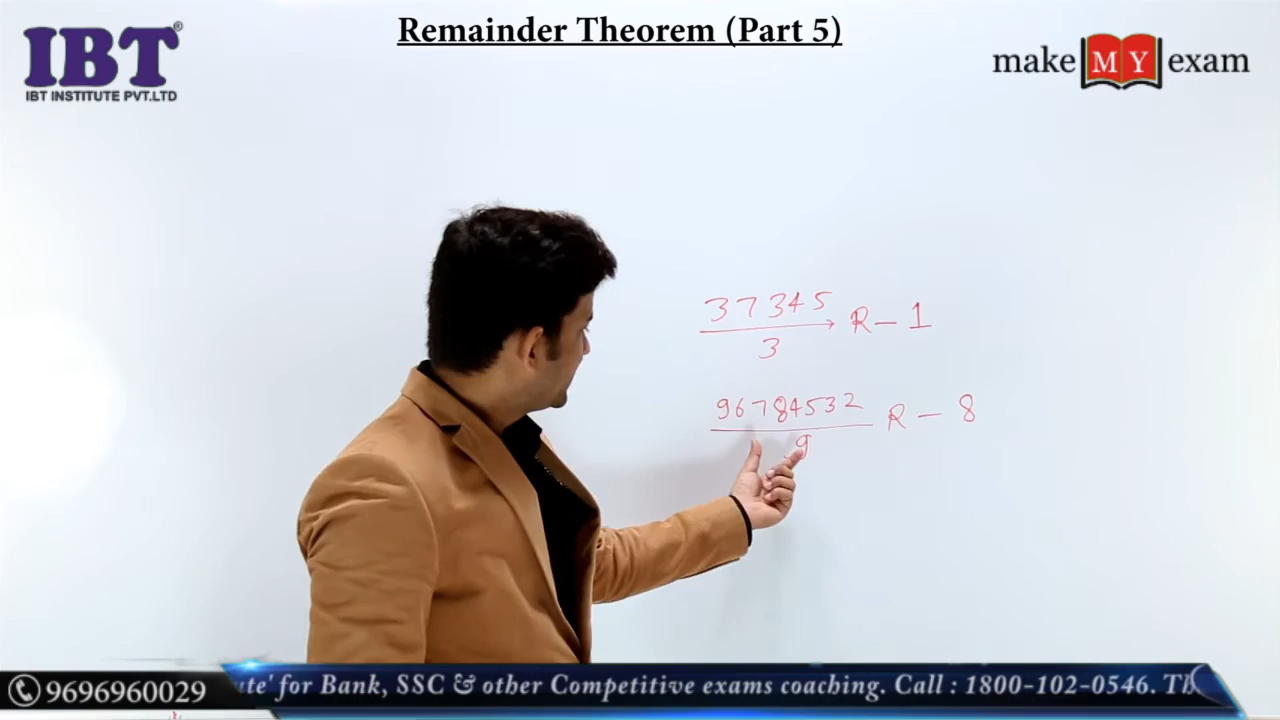 Remainder Theorem (Part 5)
IBT®
IBT INSTITUTE PVT.LTD
make MY exam
37345
3
R - 1
96784532
9
R - 8
9696960029
ute' for Bank, SSC & other Competitive exams coaching. Call : 1800-102-0546.